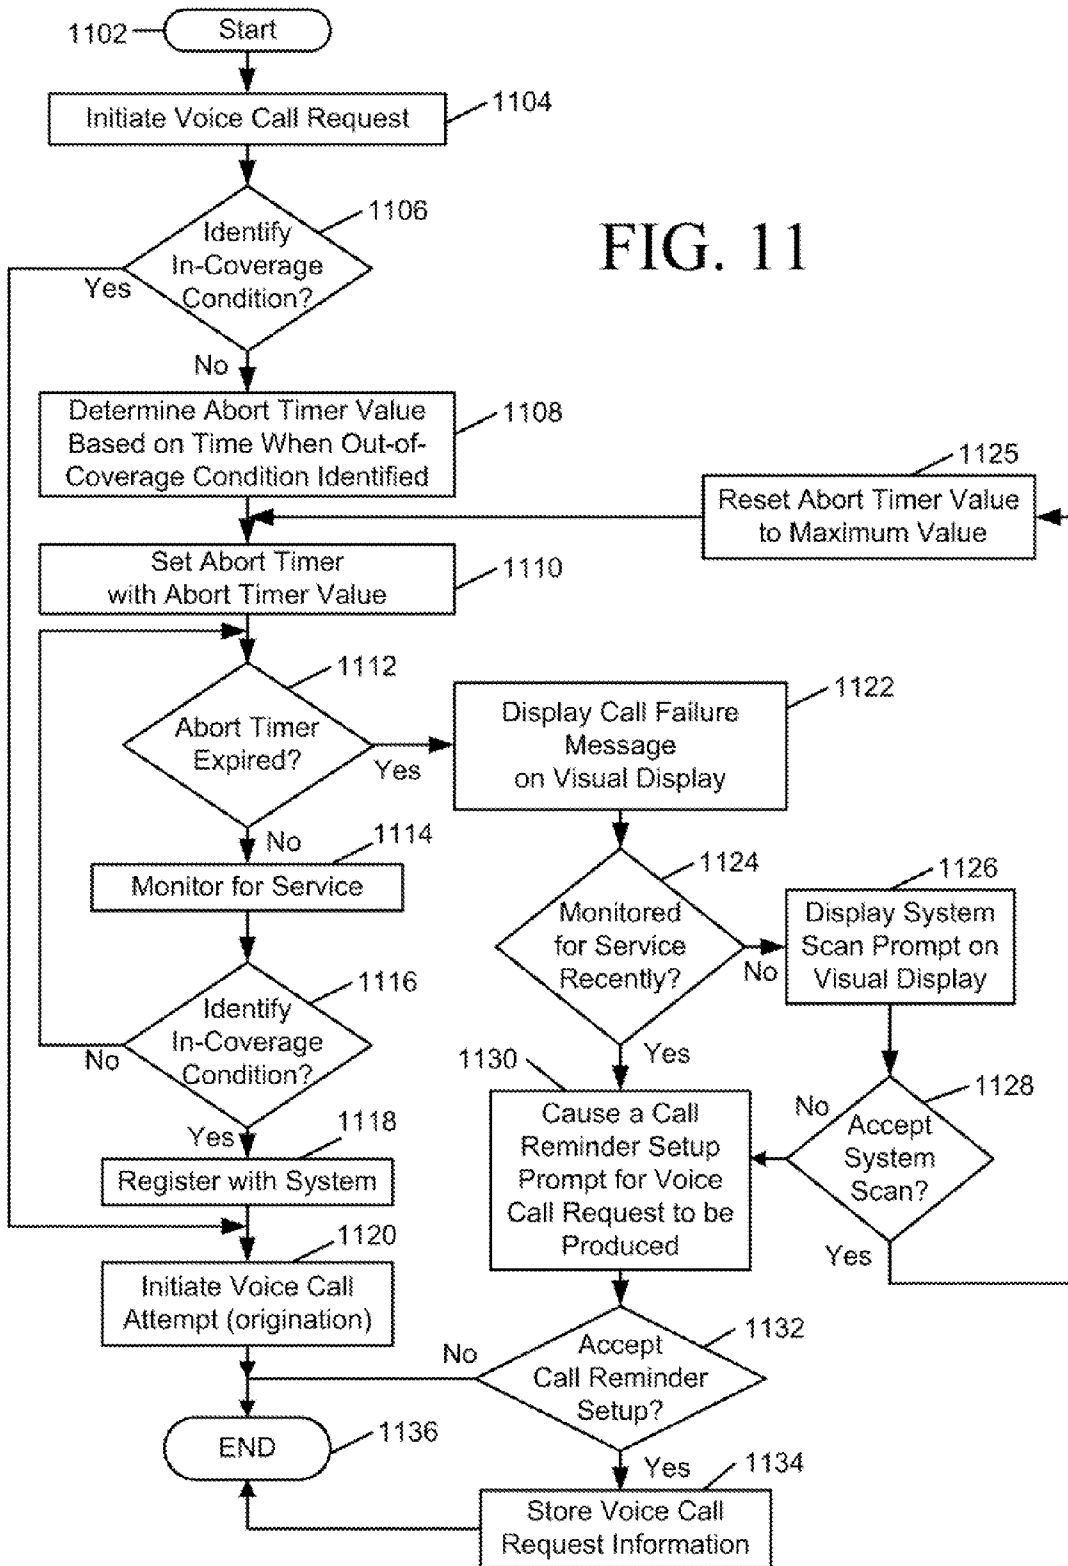 1102
Start
Initiate Voice Call Request
1104
1106
Identify
In-Coverage
Condition?
Yes
No
FIG. 11
Determine Abort Timer Value
Based on Time When Out-of-
Coverage Condition Identified
1108
1125
Reset Abort Timer Value
to Maximum Value
Set Abort Timer
with Abort Timer Value
1110
1112
Abort Timer
Expired?
Yes
No
1122
Display Call Failure
Message
on Visual Display
1114
Monitor for Service
1124
Monitored
for Service
Recently?
No
Yes
1126
Display System
Scan Prompt on
Visual Display
1116
Identify
In-Coverage
Condition?
No
Yes
1128
Accept
System
Scan?
No
Yes
1130
Cause a Call
Reminder Setup
Prompt for Voice
Call Request to be
Produced
1118
Register with System
1120
Initiate Voice Call
Attempt (origination)
1132
Accept
Call Reminder
Setup?
No
Yes
END
1136
1134
Store Voice Call
Request Information